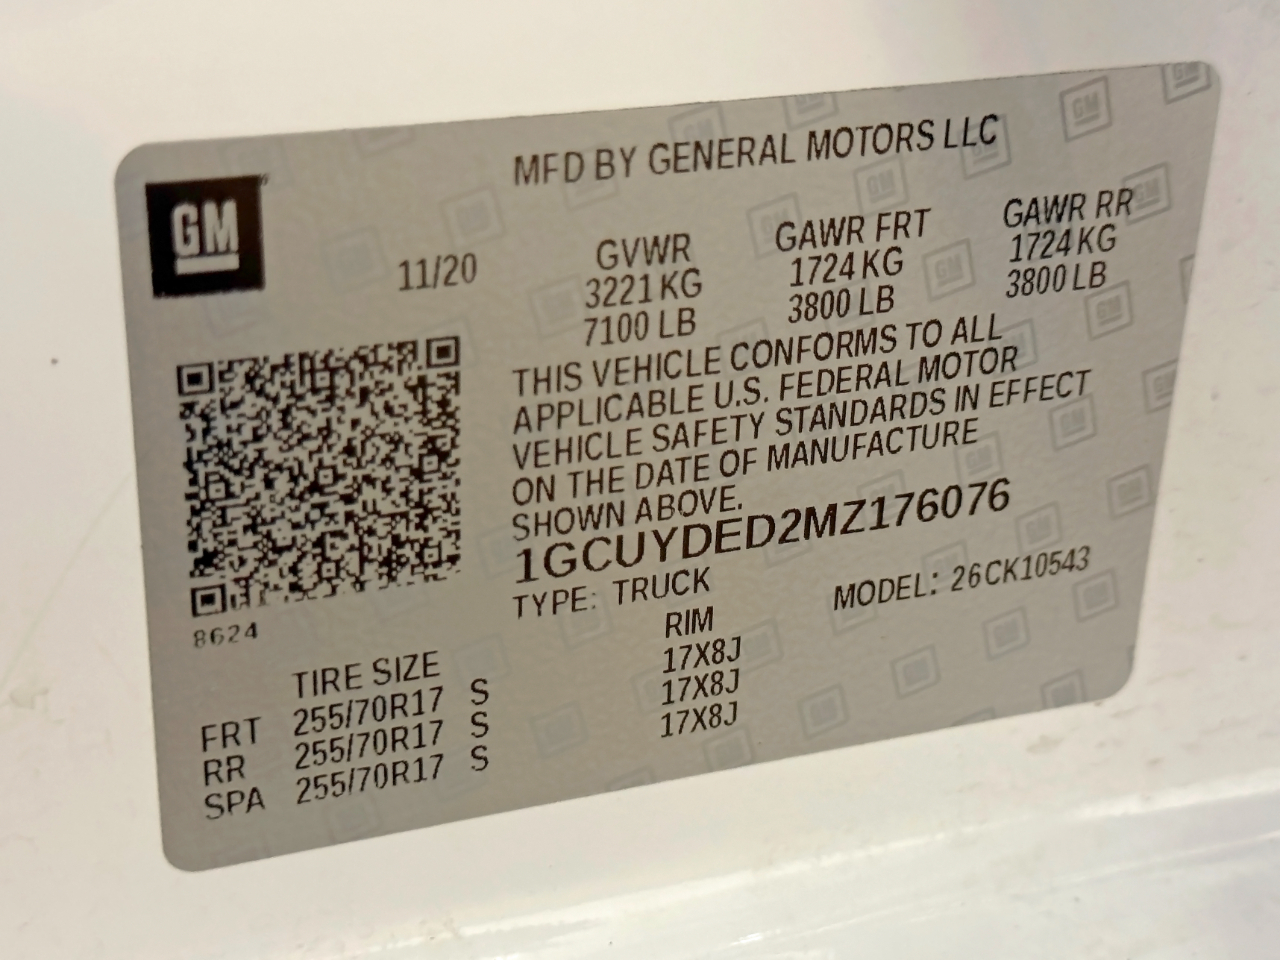 GM
MFD BY GENERAL MOTORS LLC
11/20
GVWR GAWR FRT GAWR RR
3221 KG 1724 KG 1724 KG
7100 LB 3800 LB 3800 LB
THIS VEHICLE CONFORMS TO ALL
APPLICABLE U.S. FEDERAL MOTOR
VEHICLE SAFETY STANDARDS IN EFFECT
ON THE DATE OF MANUFACTURE
SHOWN ABOVE.
1GCUYDED2MZ176076
TYPE: TRUCK MODEL: 26CK10543
8624
TIRE SIZE RIM
FRT 255/70R17 S 17X8J
RR 255/70R17 S 17X8J
SPA 255/70R17 S 17X8J